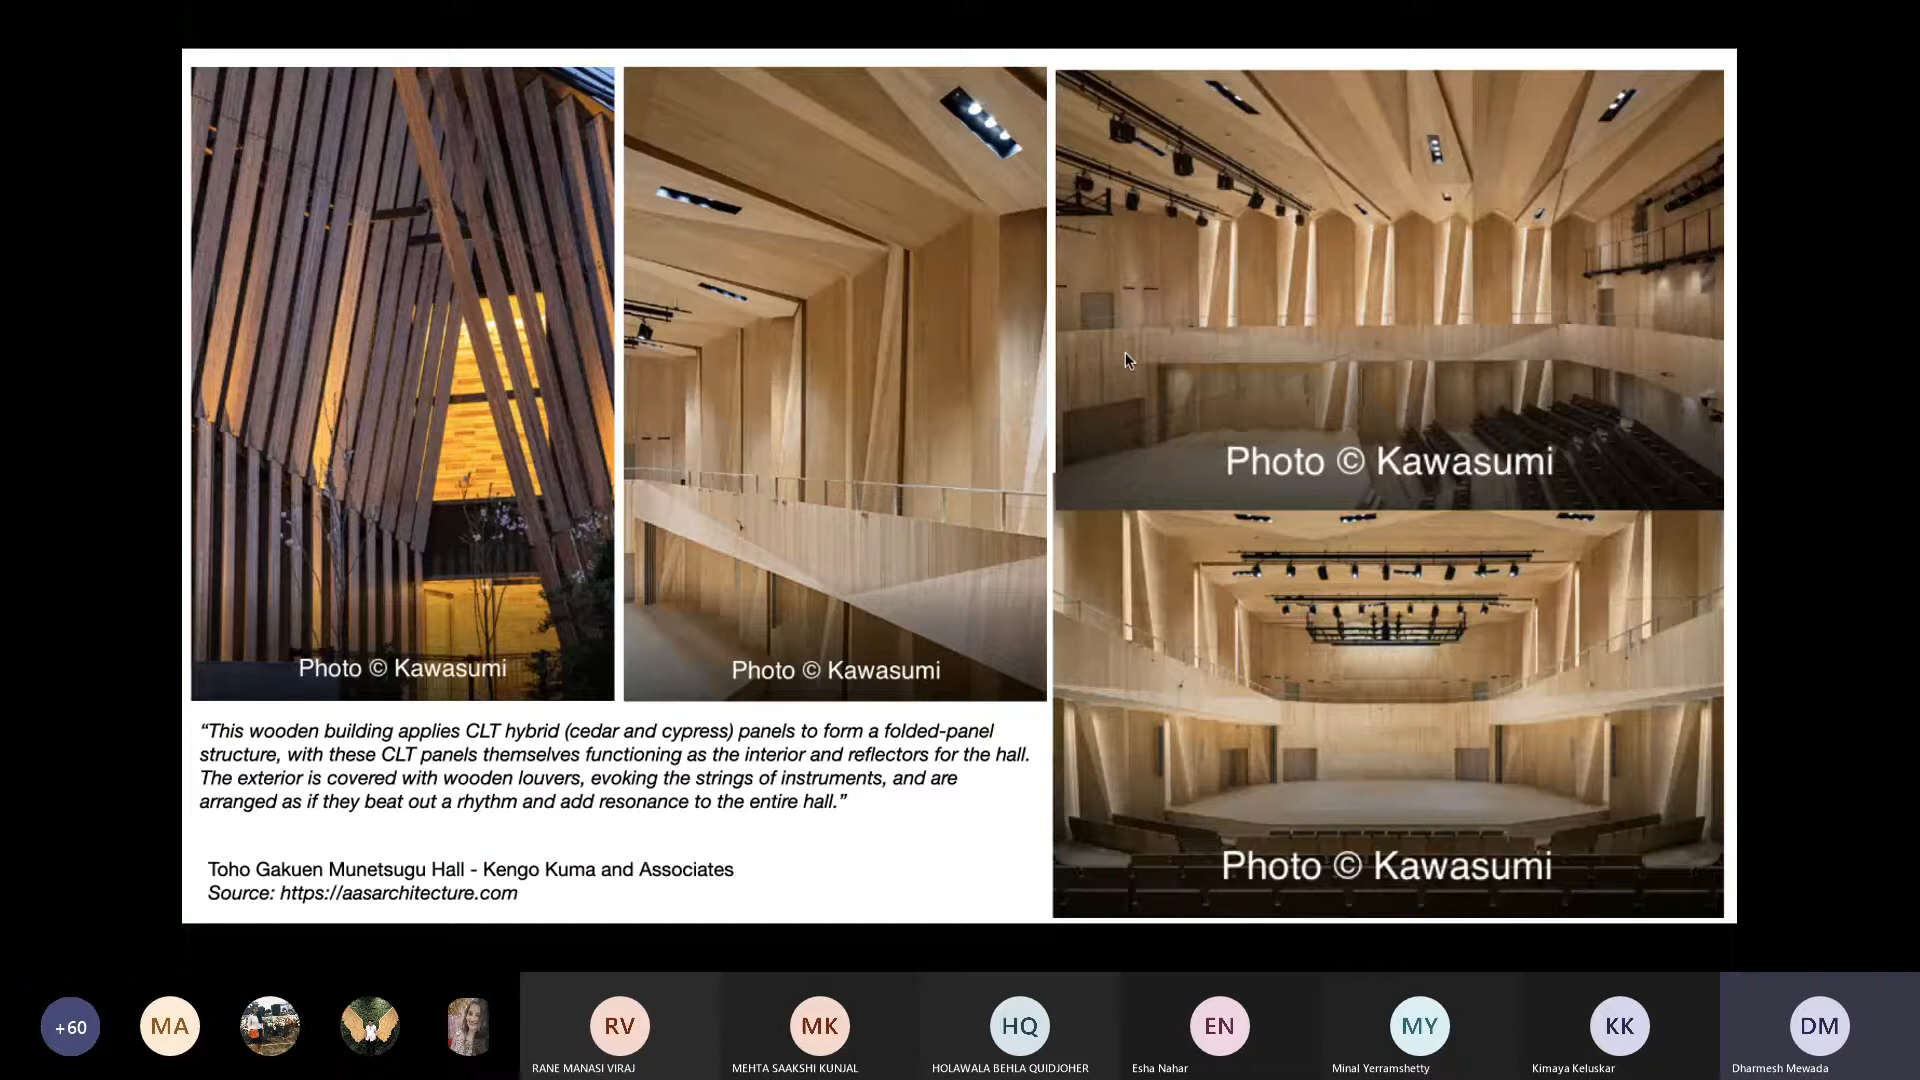 Photo © Kawasumi
Photo © Kawasumi
Photo © Kawasumi
Photo © Kawasumi
“This wooden building applies CLT hybrid (cedar and cypress) panels to form a folded-panel
structure, with these CLT panels themselves functioning as the interior and reflectors for the hall.
The exterior is covered with wooden louvers, evoking the strings of instruments, and are
arranged as if they beat out a rhythm and add resonance to the entire hall.”
Toho Gakuen Munetsugu Hall - Kengo Kuma and Associates
Source: https://aasarchitecture.com
+60
MA
RV
MK
HQ
EN
MY
KK
DM
RANE MANASI VIRAJ
MEHTA SAAKSHI KUNJAL
HOLAWALA BEHLA QUIDJOHER
Esha Nahar
Minal Yerramshetty
Kimaya Keluskar
Dharmesh Mewada